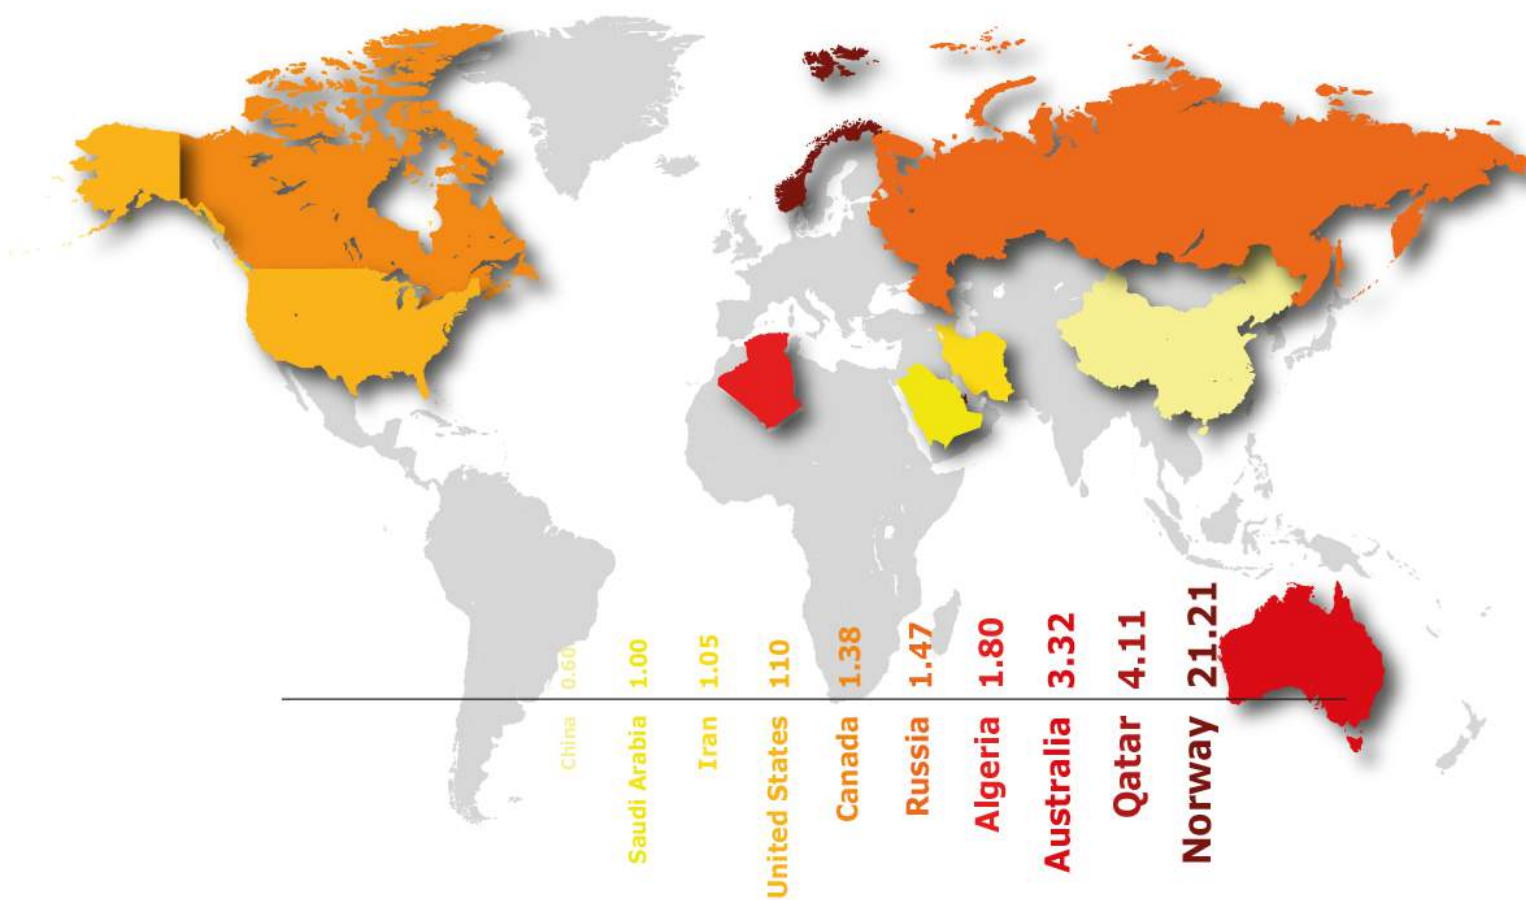 China 0.60
Saudi Arabia 1.00
Iran 1.05
United States 110
Canada 1.38
Russia 1.47
Algeria 1.80
Australia 3.32
Qatar 4.11
Norway 21.21